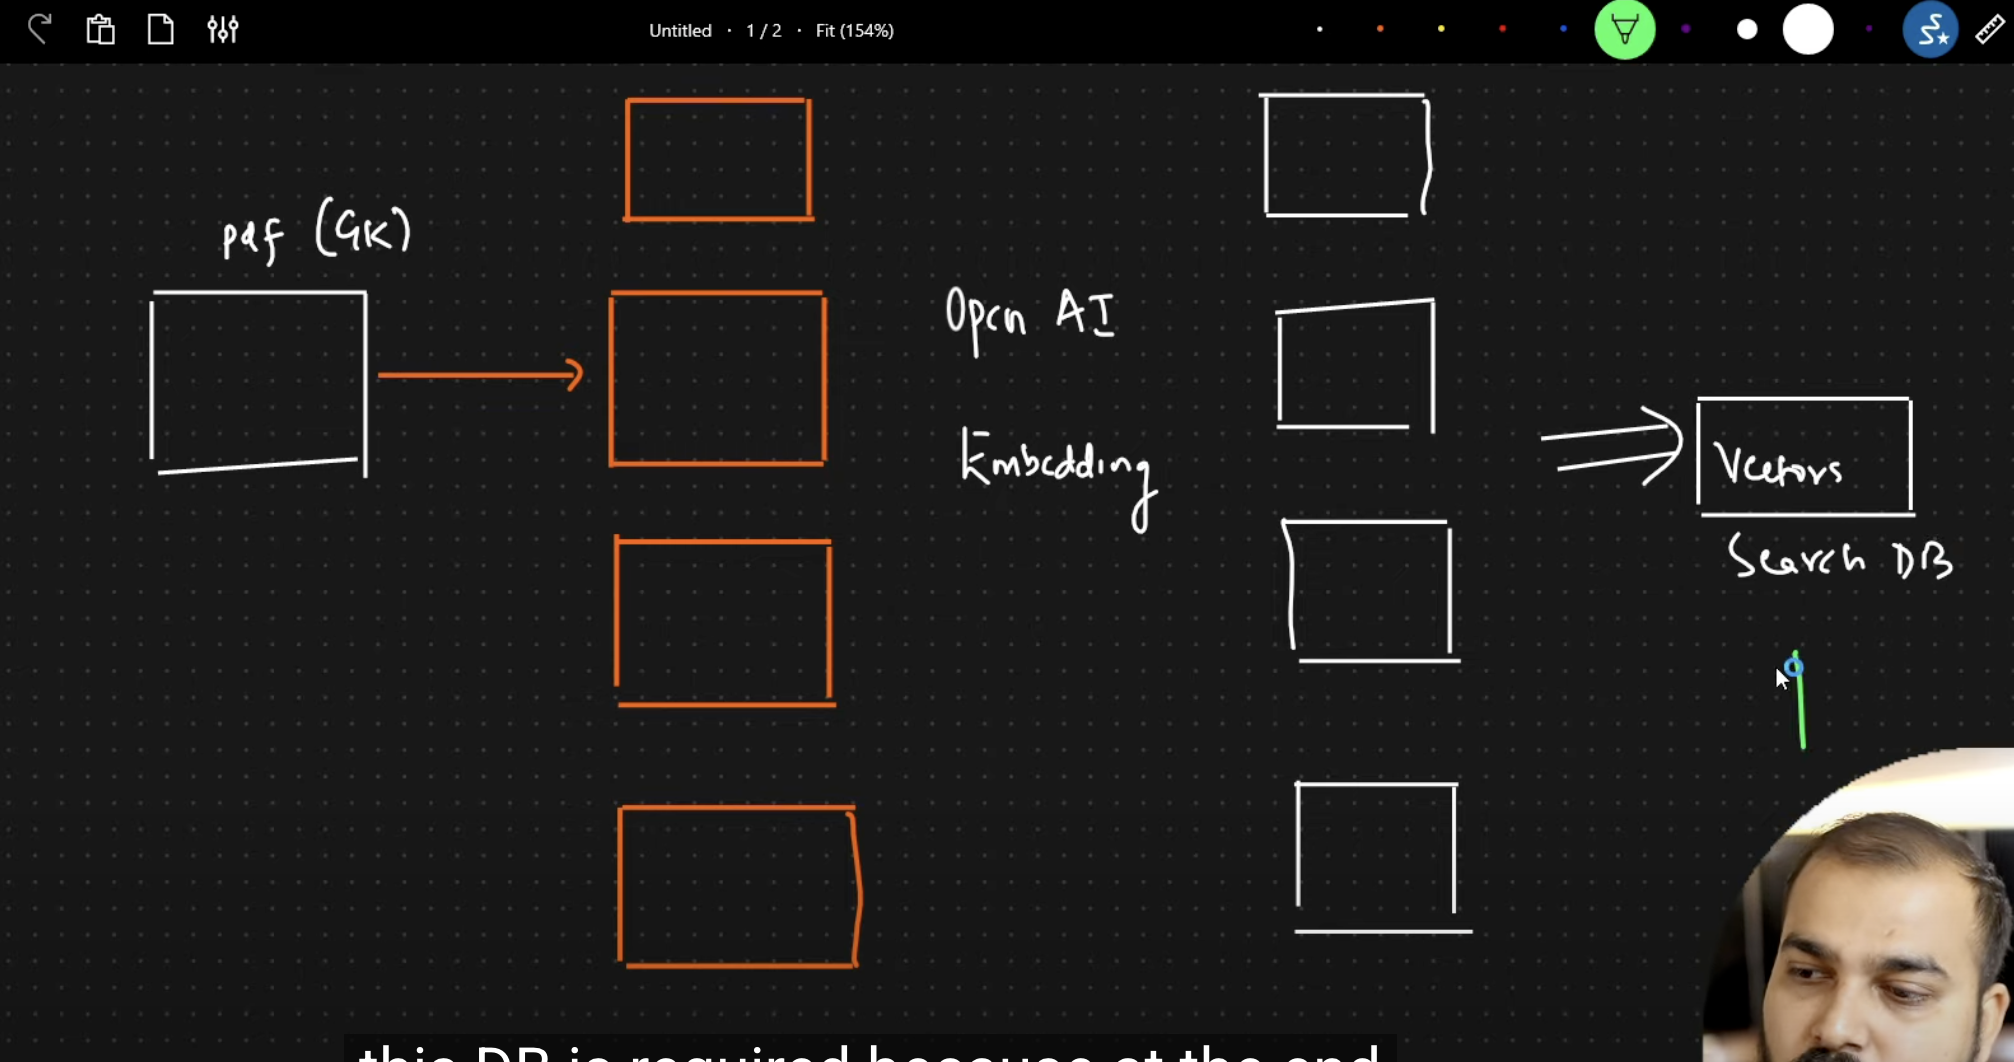 Untitled · 1 / 2 · Fit (154%)
pdf (GK)
Open AI
Embedding
Vectors
Search DB
this DB is required because at the end